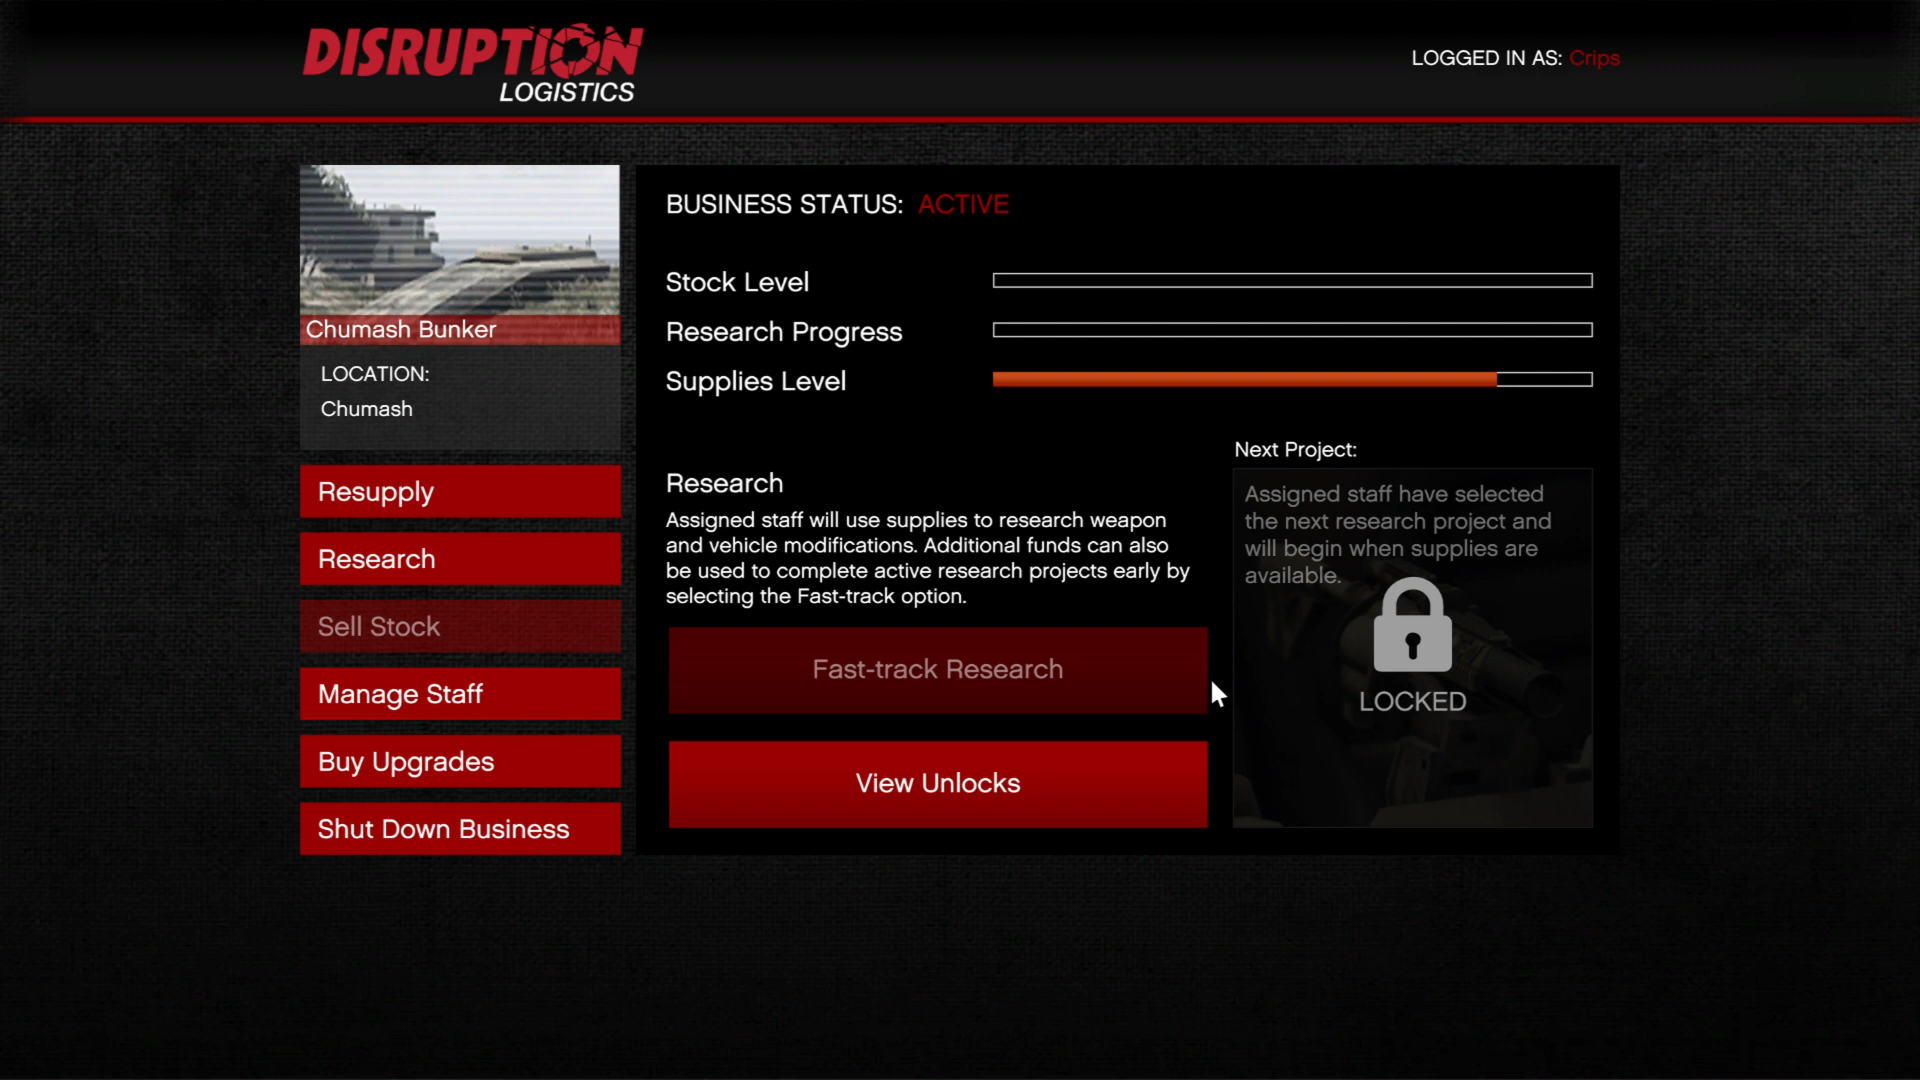 DISRUPTION
LOGISTICS
LOGGED IN AS: Crips
Chumash Bunker
LOCATION:
Chumash
Resupply
Research
Sell Stock
Manage Staff
Buy Upgrades
Shut Down Business
BUSINESS STATUS: ACTIVE
Stock Level
Research Progress
Supplies Level
Research
Assigned staff will use supplies to research weapon
and vehicle modifications. Additional funds can also
be used to complete active research projects early by
selecting the Fast-track option.
Fast-track Research
View Unlocks
Next Project:
Assigned staff have selected
the next research project and
will begin when supplies are
available.
LOCKED